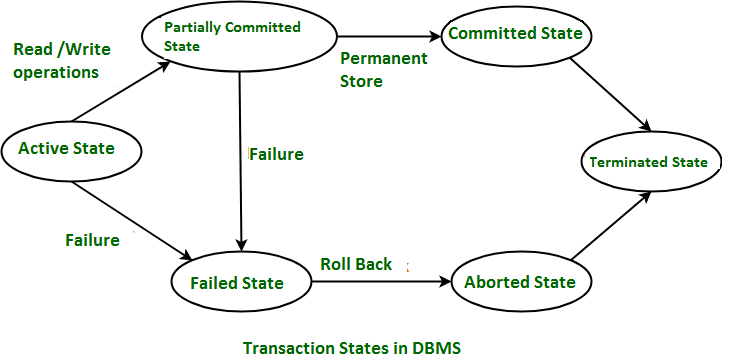 Partially Committed
State
Committed State
Read /Write
operations
Permanent
Store
Active State
Failure
Terminated State
Failure
Failed State
Roll Back
Aborted State
Transaction States in DBMS